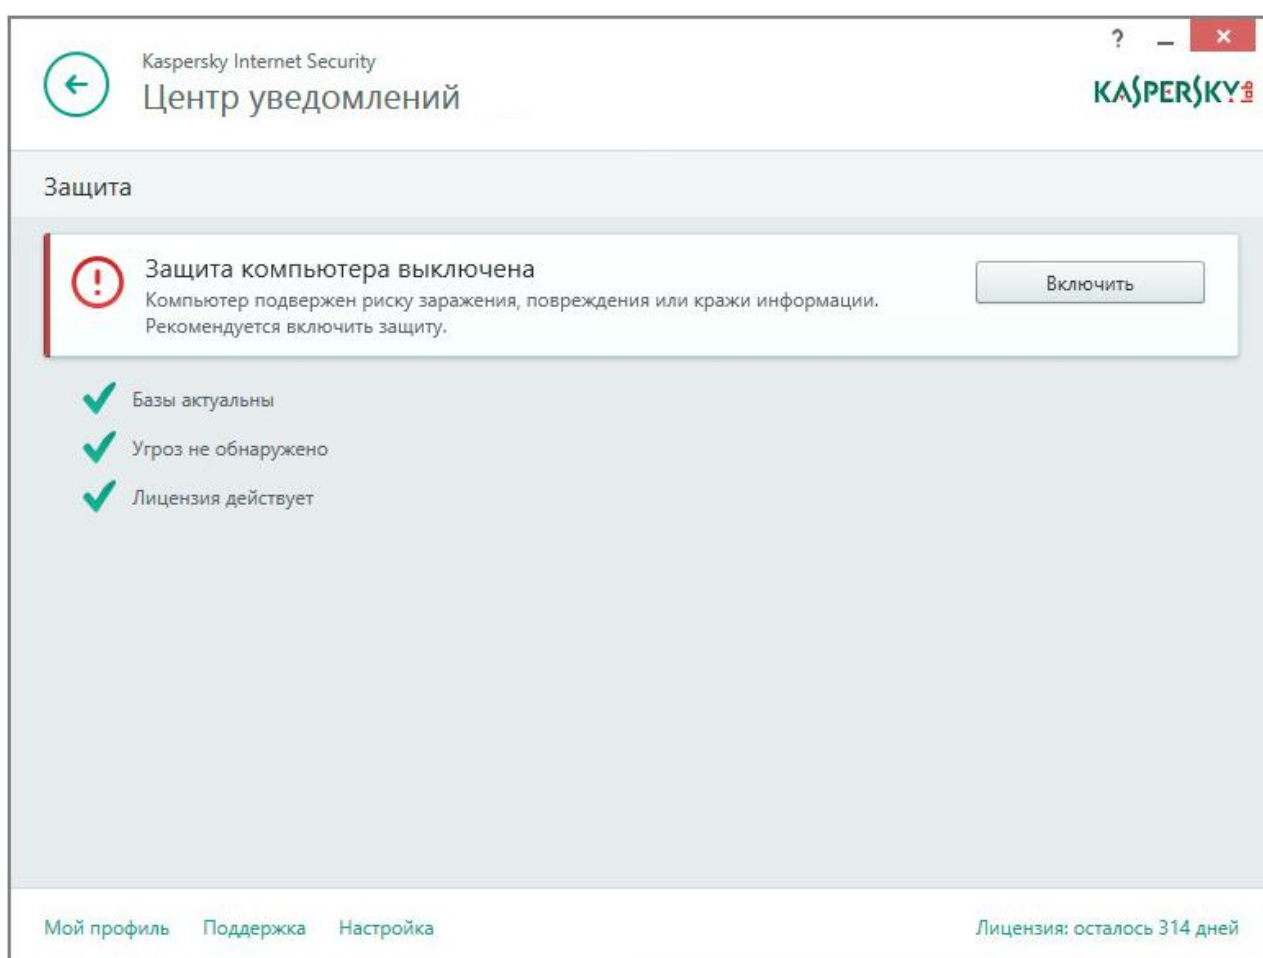 Kaspersky Internet Security
Центр уведомлений
?
KASPERSKY lab
Защита
Защита компьютера выключена
Компьютер подвержен риску заражения, повреждения или кражи информации.
Рекомендуется включить защиту.
Включить
Базы актуальны
Угроз не обнаружено
Лицензия действует
Мой профиль Поддержка Настройка Лицензия: осталось 314 дней